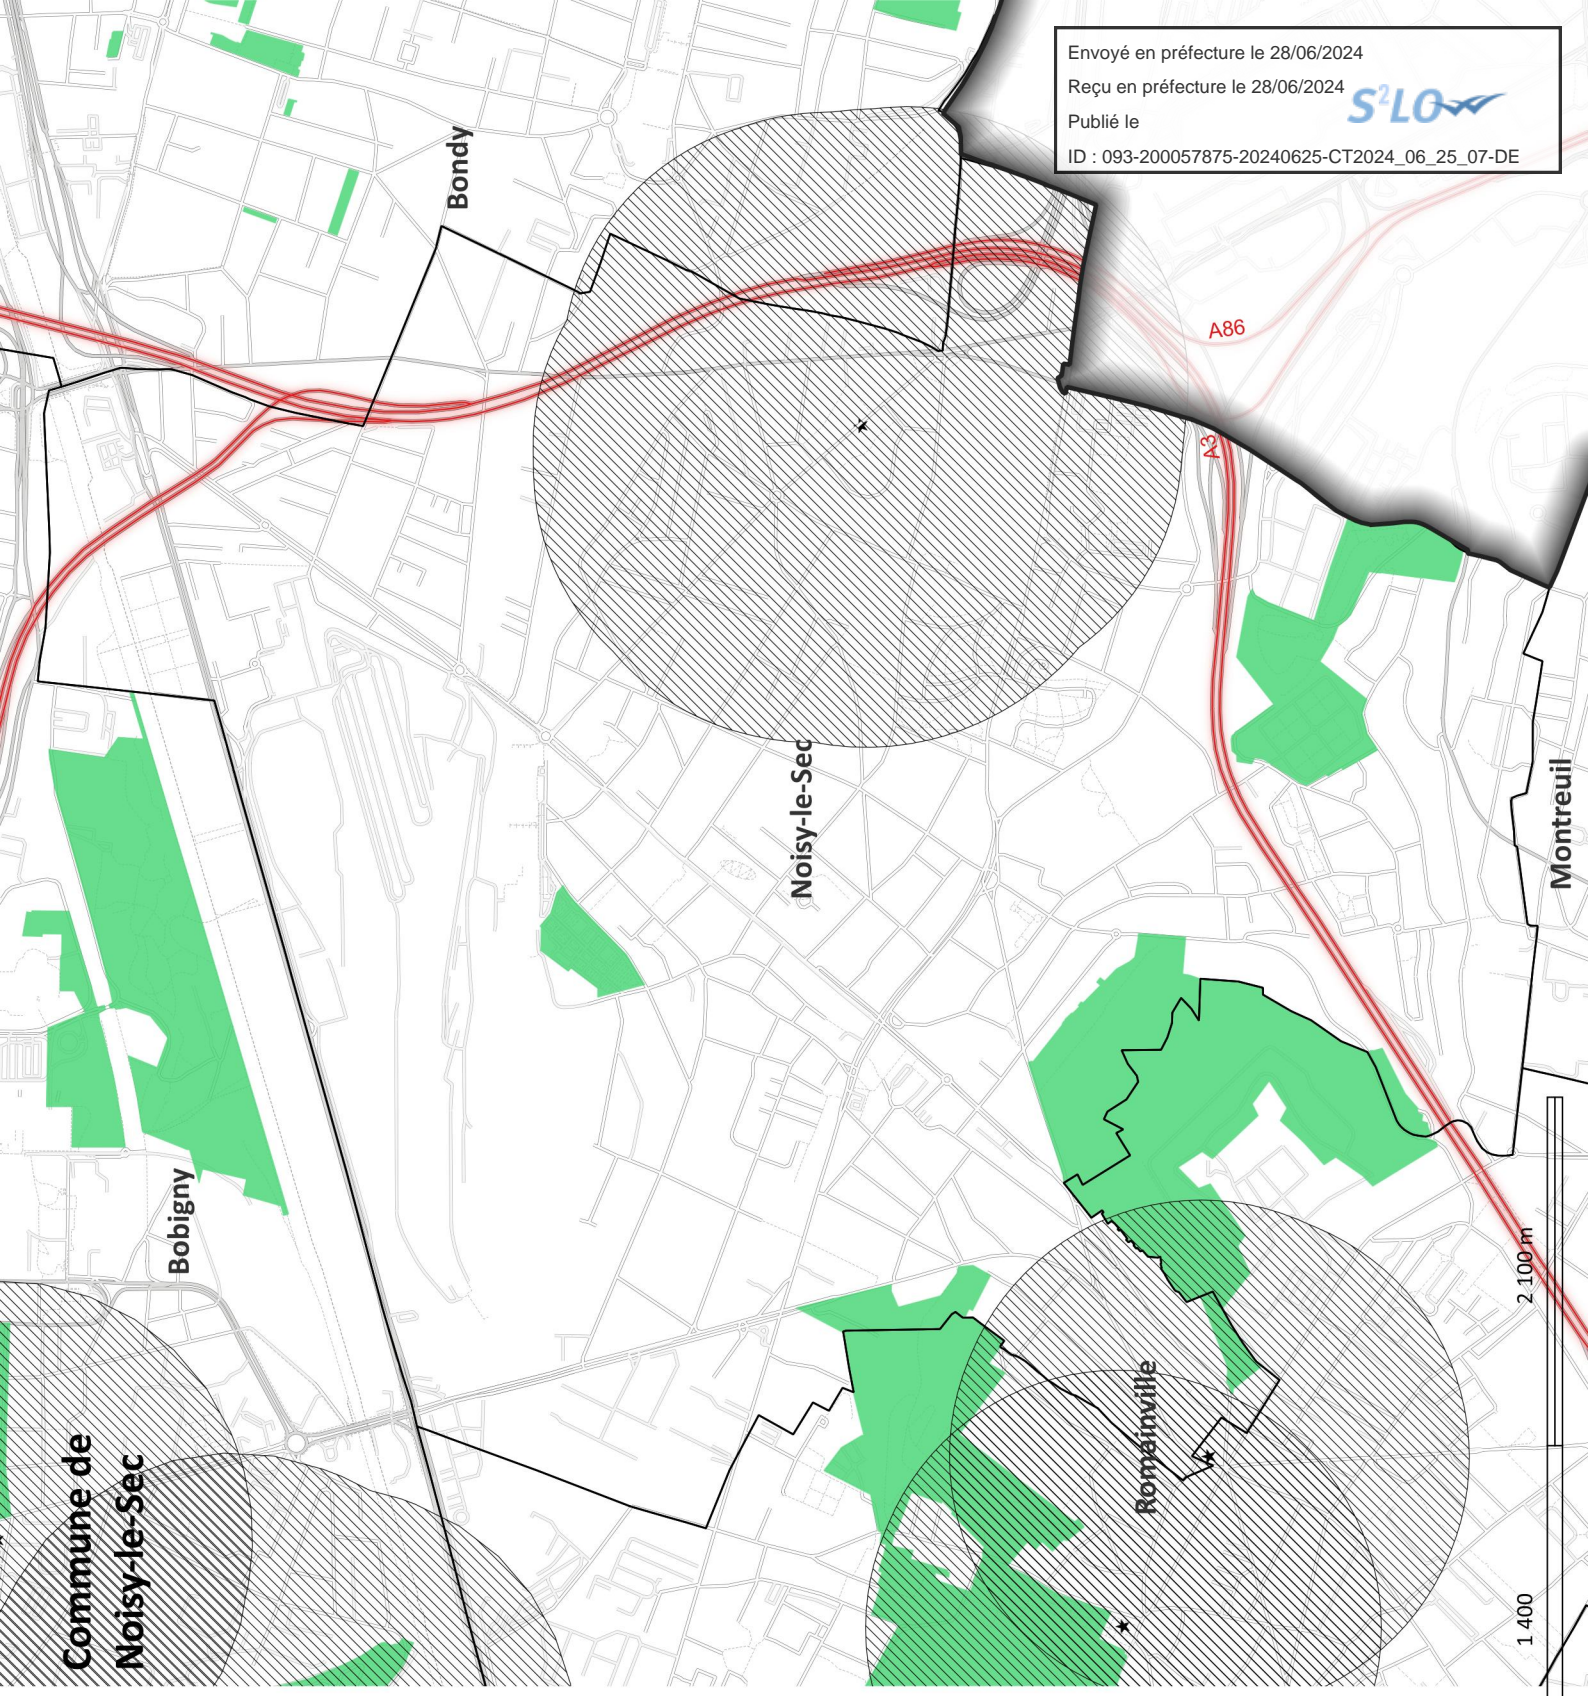 Envoyé en préfecture le 28/06/2024
Reçu en préfecture le 28/06/2024
S²LO
Publié le
ID : 093-200057875-20240625-CT2024_06_25_07-DE
Bondy
A86
A3
Noisy-le-Sec
Montreuil
Bobigny
Romainville
Commune de
Noisy-le-Sec
2 100 m
1 400